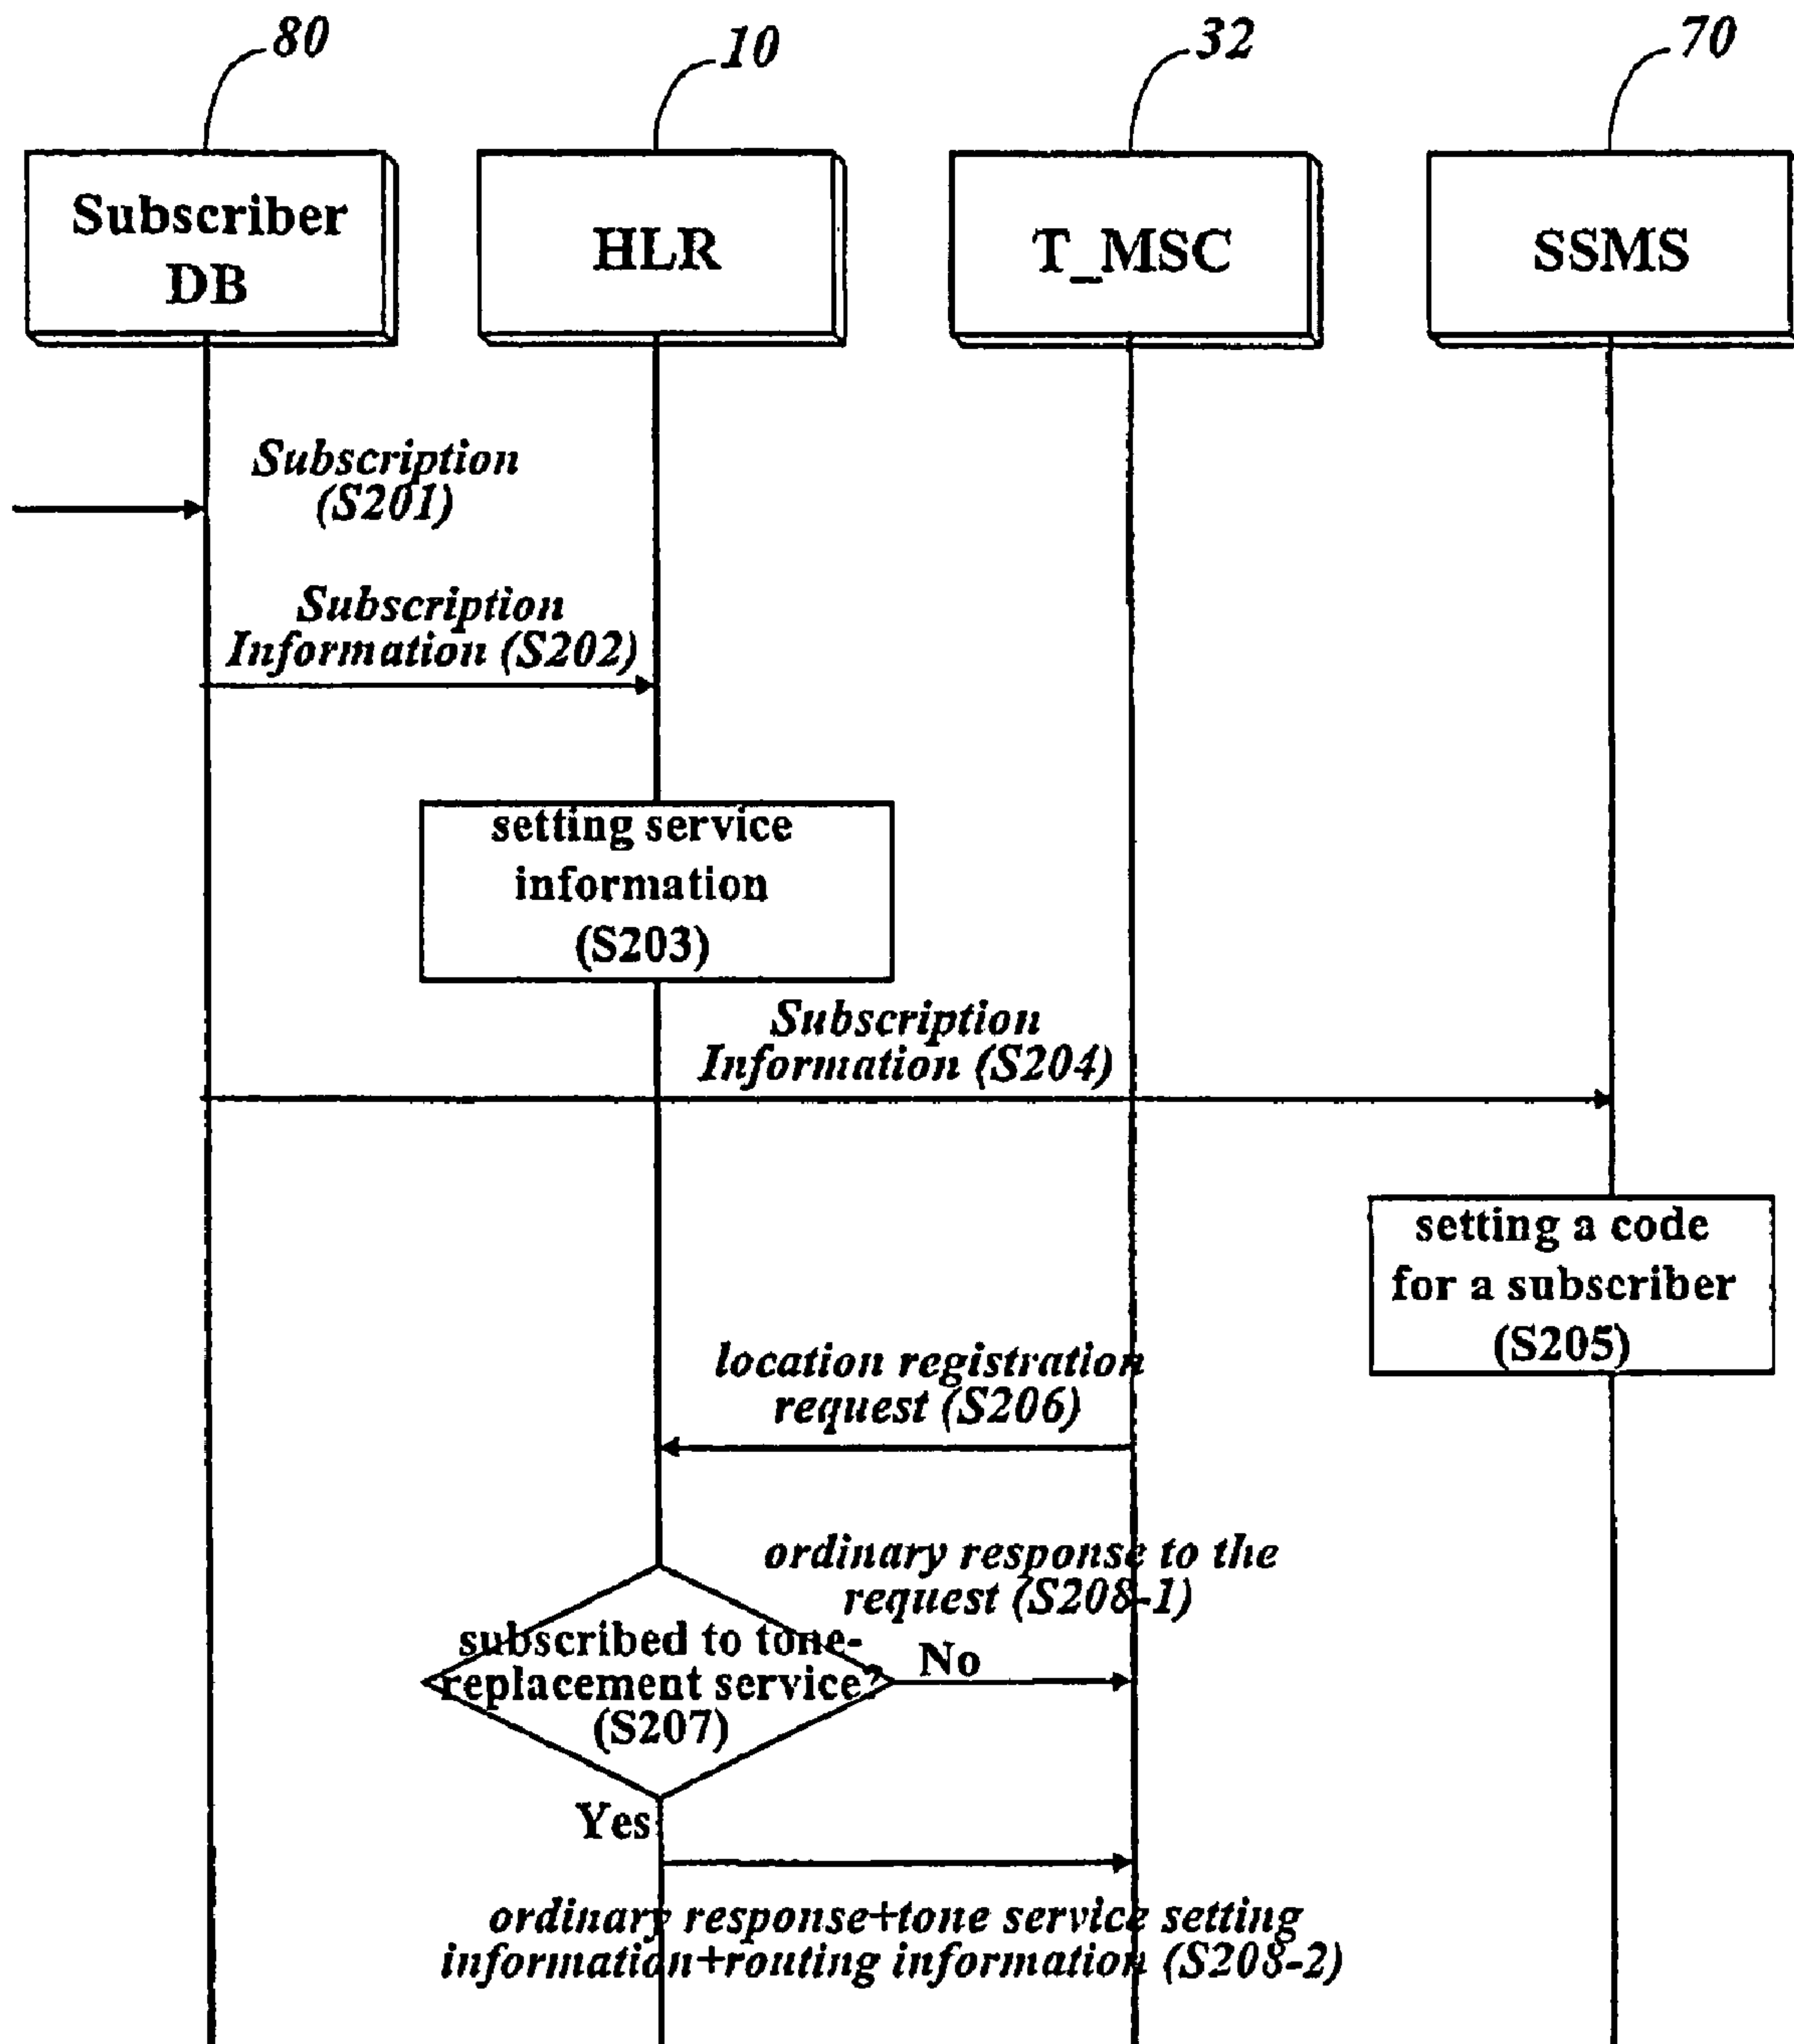 80
10
32
70
Subscriber
DB
HLR
T_MSC
SSMS
Subscription
(S201)
Subscription
Information (S202)
setting service
information
(S203)
Subscription
Information (S204)
setting a code
for a subscriber
(S205)
location registration
request (S206)
ordinary response to the
request (S208-1)
subscribed to tone-
replacement service?
(S207)
No
Yes
ordinary response+tone service setting
information+routing information (S208-2)